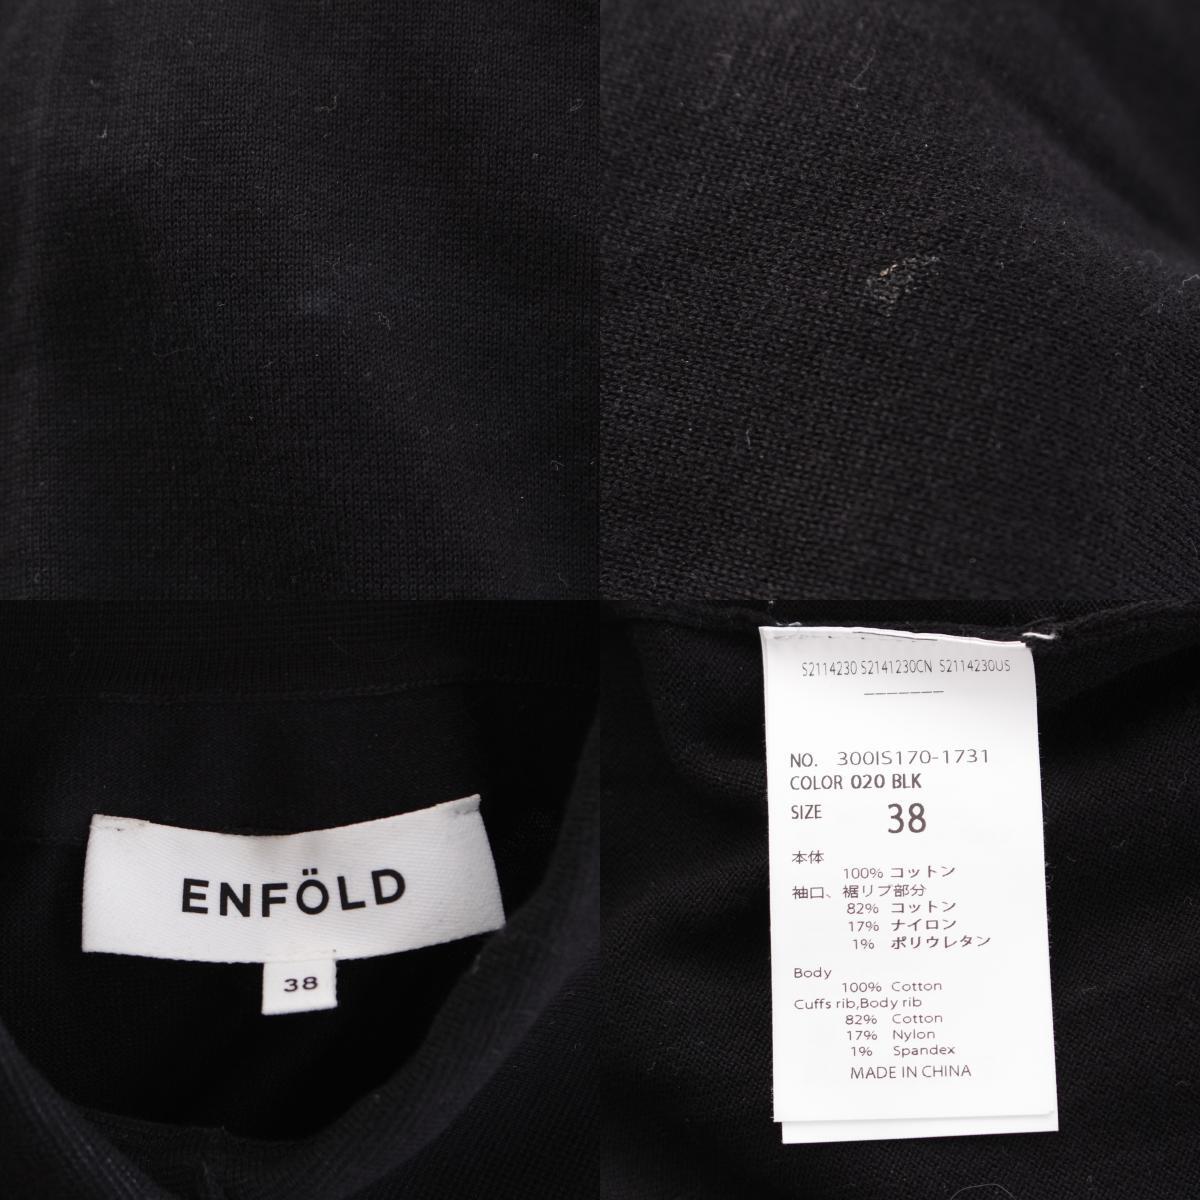 ENFÖLD
38
S2114230 S2141230CN S2114230US
-------
NO. 300IS170-1731
COLOR 020 BLK
SIZE 38
本体
100% コットン
袖口、裾リブ部分
82% コットン
17% ナイロン
1% ポリウレタン
Body
100% Cotton
Cuffs rib,Body rib
82% Cotton
17% Nylon
1% Spandex
MADE IN CHINA